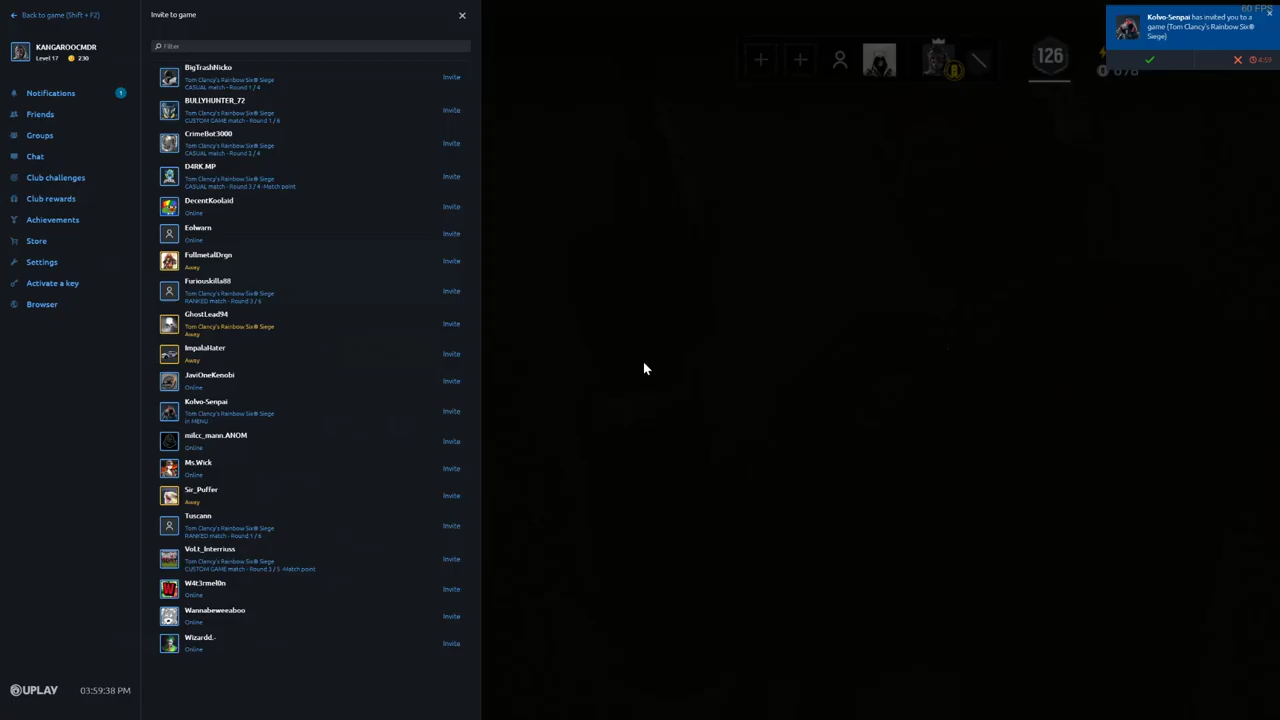 Back to game (Shift + F2)
KANGAROOCMDR
Level 17 230
Notifications 1
Friends
Groups
Chat
Club challenges
Club rewards
Achievements
Store
Settings
Activate a key
Browser
UPLAY 03:59:38 PM
Invite to game
Filter
BigTrashNicko
Tom Clancy's Rainbow Six® Siege
CASUAL match - Round 1 / 4
Invite
BULLYHUNTER_72
Tom Clancy's Rainbow Six® Siege
CUSTOM GAME match - Round 1 / 6
Invite
CrimeBot3000
Tom Clancy's Rainbow Six® Siege
CASUAL match - Round 2 / 4
Invite
D4RK.MP
Tom Clancy's Rainbow Six® Siege
CASUAL match - Round 3 / 4 -Match point
Invite
DecentKoolaid
Online
Invite
Eolwarn
Online
Invite
FullmetalDrgn
Away
Invite
Furiouskilla88
Tom Clancy's Rainbow Six® Siege
RANKED match - Round 3 / 6
Invite
GhostLead94
Tom Clancy's Rainbow Six® Siege
Away
Invite
ImpalaHater
Away
Invite
JaviOneKenobi
Online
Invite
Kolvo-Senpai
Tom Clancy's Rainbow Six® Siege
in MENU
Invite
milcc_mann.ANOM
Online
Invite
Ms.Wick
Online
Invite
Sir_Puffer
Away
Invite
Tuscann
Tom Clancy's Rainbow Six® Siege
RANKED match - Round 1 / 6
Invite
VoLt_Interriuss
Tom Clancy's Rainbow Six® Siege
CUSTOM GAME match - Round 3 / 5 -Match point
Invite
W4t3rmel0n
Online
Invite
Wannabeweeaboo
Online
Invite
Wizardd.-
Online
Invite
126
60 FPS
Kolvo-Senpai has invited you to a
game (Tom Clancy's Rainbow Six®
Siege)
4:59